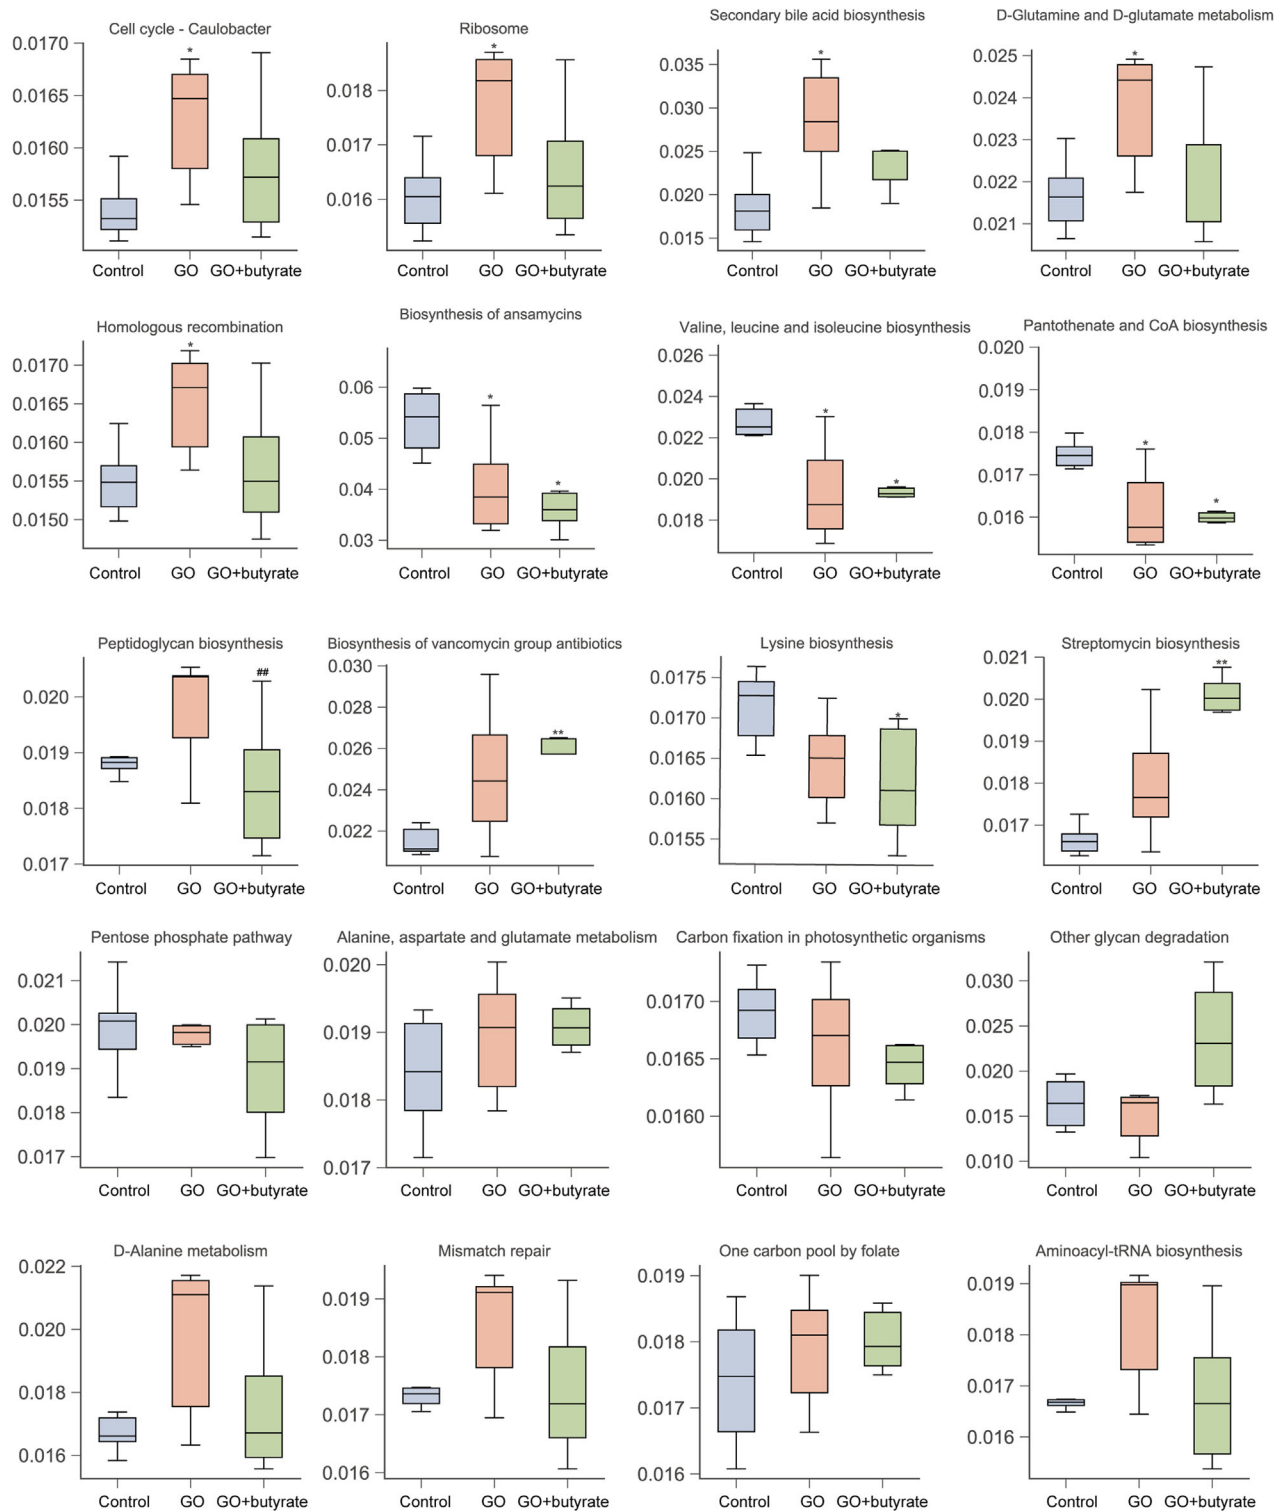 Cell cycle - Caulobacter
0.0170
0.0165
0.0160
0.0155
*
Control GO GO+butyrate
Ribosome
0.018
0.017
0.016
*
Control GO GO+butyrate
Secondary bile acid biosynthesis
0.035
0.030
0.025
0.020
0.015
*
Control GO GO+butyrate
D-Glutamine and D-glutamate metabolism
0.025
0.024
0.023
0.022
0.021
*
Control GO GO+butyrate
Homologous recombination
0.0170
0.0165
0.0160
0.0155
0.0150
*
Control GO GO+butyrate
Biosynthesis of ansamycins
0.06
0.05
0.04
0.03
*
*
Control GO GO+butyrate
Valine, leucine and isoleucine biosynthesis
0.026
0.024
0.022
0.020
0.018
*
*
Control GO GO+butyrate
Pantothenate and CoA biosynthesis
0.020
0.019
0.018
0.017
0.016
*
*
Control GO GO+butyrate
Peptidoglycan biosynthesis
0.020
0.019
0.018
0.017
##
Control GO GO+butyrate
Biosynthesis of vancomycin group antibiotics
0.030
0.028
0.026
0.024
0.022
**
Control GO GO+butyrate
Lysine biosynthesis
0.0175
0.0170
0.0165
0.0160
0.0155
*
Control GO GO+butyrate
Streptomycin biosynthesis
0.021
0.020
0.019
0.018
0.017
**
Control GO GO+butyrate
Pentose phosphate pathway
0.021
0.020
0.019
0.018
0.017
Control GO GO+butyrate
Alanine, aspartate and glutamate metabolism
0.020
0.019
0.018
0.017
Control GO GO+butyrate
Carbon fixation in photosynthetic organisms
0.0170
0.0165
0.0160
Control GO GO+butyrate
Other glycan degradation
0.030
0.025
0.020
0.015
0.010
Control GO GO+butyrate
D-Alanine metabolism
0.022
0.020
0.018
0.016
Control GO GO+butyrate
Mismatch repair
0.019
0.018
0.017
0.016
Control GO GO+butyrate
One carbon pool by folate
0.019
0.018
0.017
0.016
Control GO GO+butyrate
Aminoacyl-tRNA biosynthesis
0.019
0.018
0.017
0.016
Control GO GO+butyrate